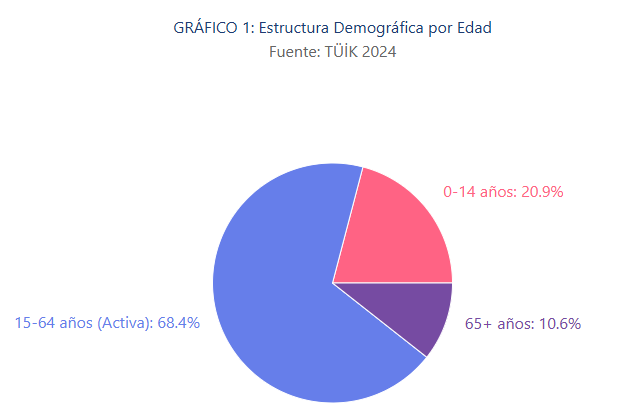 GRÁFICO 1: Estructura Demográfica por Edad
Fuente: TÜİK 2024
0-14 años: 20.9%
15-64 años (Activa): 68.4%
65+ años: 10.6%